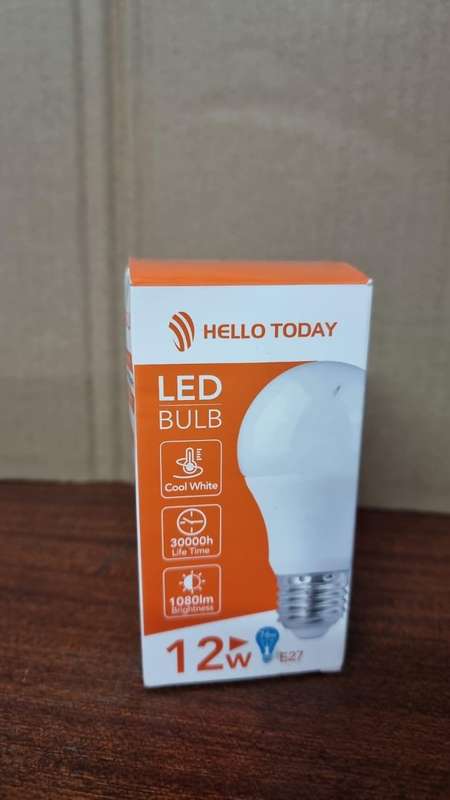 HELLO TODAY
LED
BULB
Cool White
30000h
Life Time
1080lm
Brightness
12W
E27